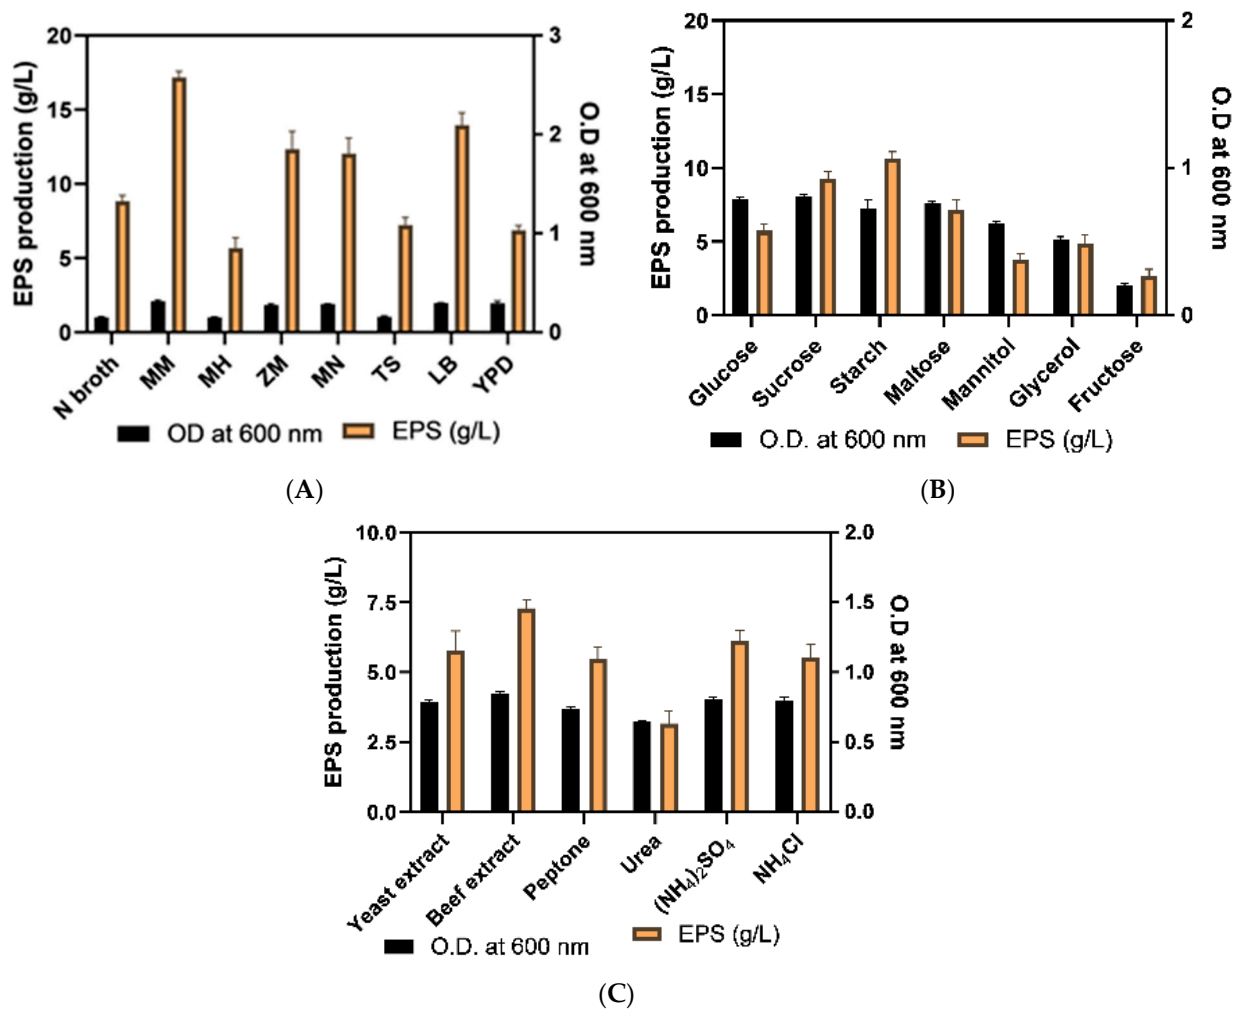 EPS production (g/L)
20
15
10
5
0
3
2
1
0
O.D at 600 nm
N broth
MM
MH
ZM
MN
TS
LB
YPD
OD at 600 nm
EPS (g/L)
(A)
EPS production (g/L)
20
15
10
5
0
2
1
0
O.D at 600 nm
Glucose
Sucrose
Starch
Maltose
Mannitol
Glycerol
Fructose
O.D. at 600 nm
EPS (g/L)
(B)
EPS production (g/L)
10.0
7.5
5.0
2.5
0.0
2.0
1.5
1.0
0.5
0.0
O.D at 600 nm
Yeast extract
Beef extract
Peptone
Urea
(NH₄)₂SO₄
NH₄Cl
O.D. at 600 nm
EPS (g/L)
(C)